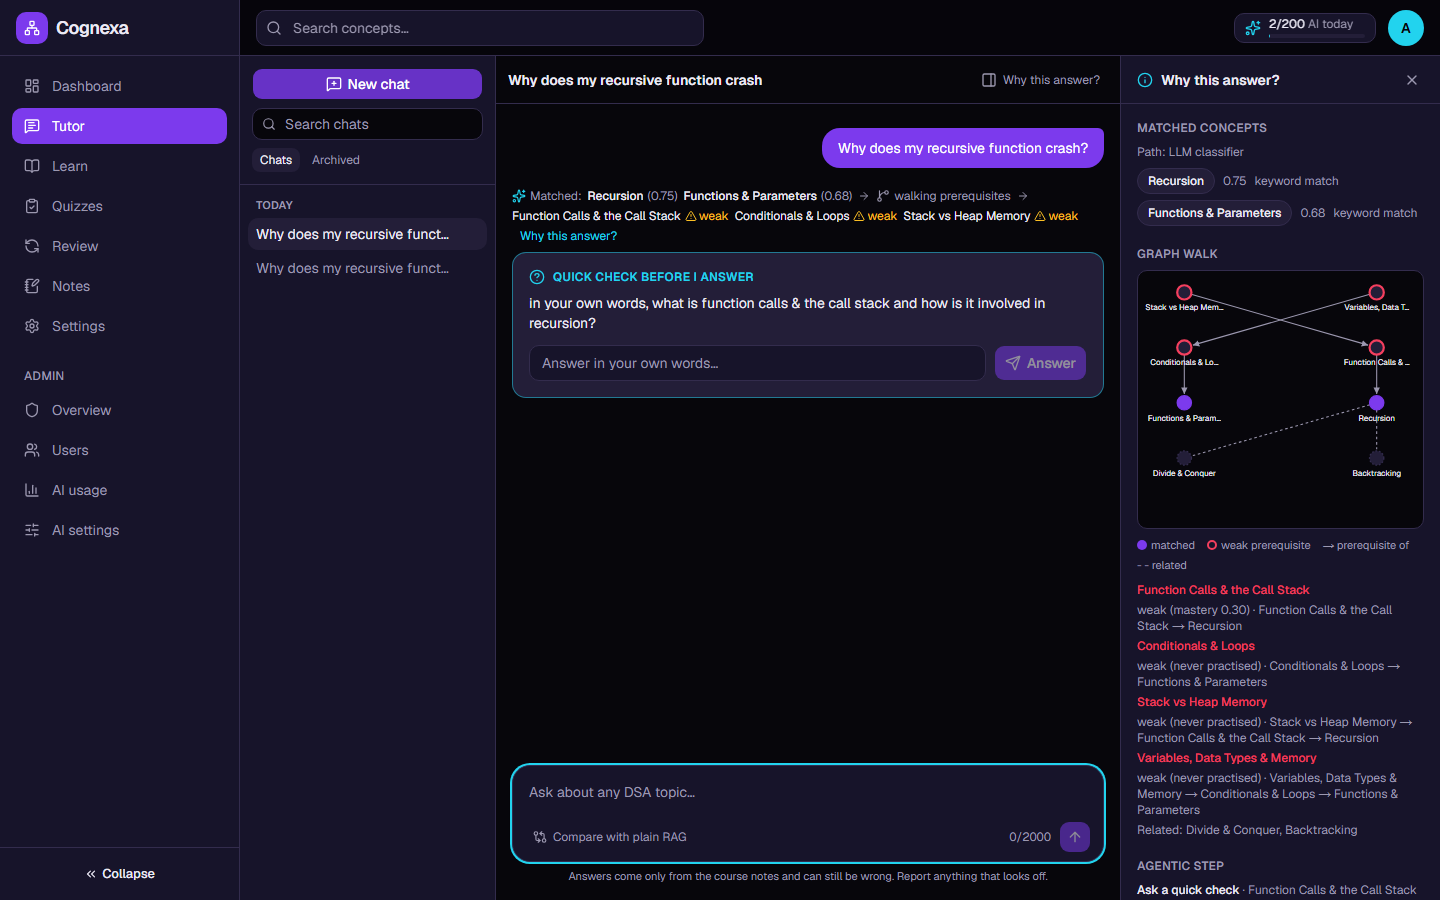 Cognexa
Search concepts...
2/200 AI today
A
Dashboard
Tutor
Learn
Quizzes
Review
Notes
Settings
ADMIN
Overview
Users
AI usage
AI settings
Collapse
New chat
Search chats
Chats Archived
TODAY
Why does my recursive funct...
Why does my recursive funct...
Why does my recursive function crash
Why this answer?
Why does my recursive function crash?
Matched: Recursion (0.75) Functions & Parameters (0.68) → walking prerequisites →
Function Calls & the Call Stack weak Conditionals & Loops weak Stack vs Heap Memory weak
Why this answer?
QUICK CHECK BEFORE I ANSWER
in your own words, what is function calls & the call stack and how is it involved in
recursion?
Answer in your own words...
Answer
Ask about any DSA topic...
Compare with plain RAG
0/2000
Answers come only from the course notes and can still be wrong. Report anything that looks off.
Why this answer?
MATCHED CONCEPTS
Path: LLM classifier
Recursion 0.75 keyword match
Functions & Parameters 0.68 keyword match
GRAPH WALK
Stack vs Heap Mem...
Variables, Data T...
Conditionals & Lo...
Function Calls & ...
Functions & Param...
Recursion
Divide & Conquer
Backtracking
matched weak prerequisite → prerequisite of
- - related
Function Calls & the Call Stack
weak (mastery 0.30) · Function Calls & the Call
Stack → Recursion
Conditionals & Loops
weak (never practised) · Conditionals & Loops →
Functions & Parameters
Stack vs Heap Memory
weak (never practised) · Stack vs Heap Memory →
Function Calls & the Call Stack → Recursion
Variables, Data Types & Memory
weak (never practised) · Variables, Data Types &
Memory → Conditionals & Loops → Functions &
Parameters
Related: Divide & Conquer, Backtracking
AGENTIC STEP
Ask a quick check · Function Calls & the Call Stack